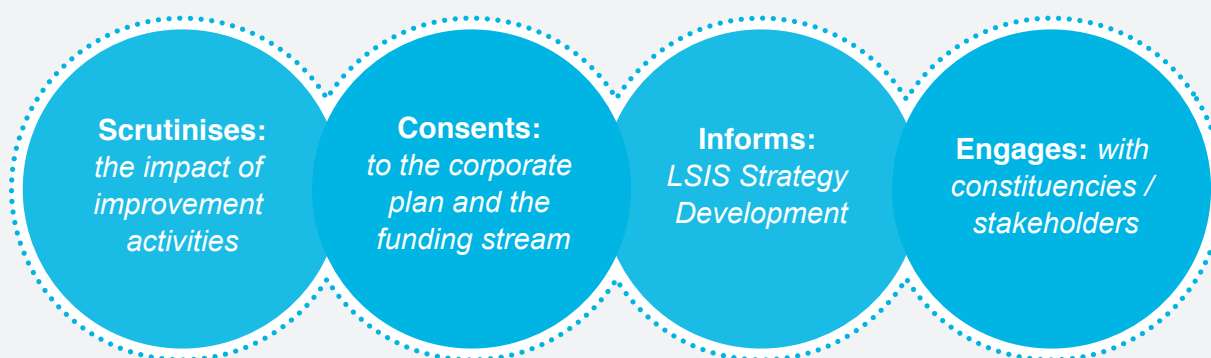 Scrutinises:
the impact of
improvement
activities
Consents:
to the corporate
plan and the
funding stream
Informs:
LSIS Strategy
Development
Engages: with
constituencies /
stakeholders